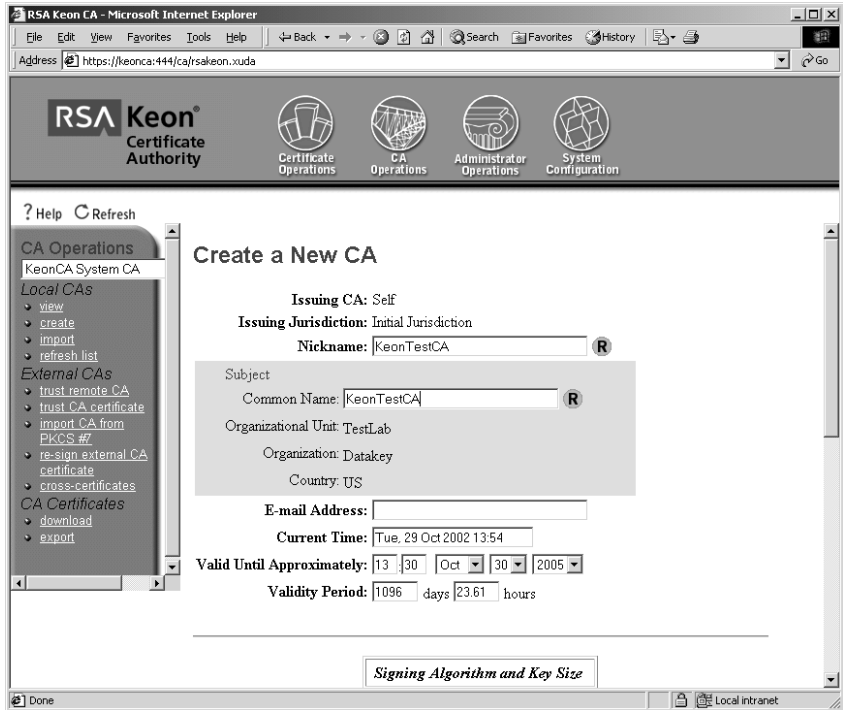 RSA Keon CA - Microsoft Internet Explorer
File Edit View Favorites Tools Help Back Search Favorites History
Address https://keonca:444/ca/rsakeon.xuda Go
RSA Keon®
Certificate
Authority
Certificate
Operations
CA
Operations
Administrator
Operations
System
Configuration
? Help Refresh
CA Operations
KeonCA System CA
Local CAs
view
create
import
refresh list
External CAs
trust remote CA
trust CA certificate
import CA from
PKCS #7
re-sign external CA
certificate
cross-certificates
CA Certificates
download
export
Create a New CA
Issuing CA: Self
Issuing Jurisdiction: Initial Jurisdiction
Nickname: KeonTestCA R
Subject
Common Name: KeonTestCA R
Organizational Unit: TestLab
Organization: Datakey
Country: US
E-mail Address:
Current Time: Tue, 29 Oct 2002 13:54
Valid Until Approximately: 13 : 30 Oct 30 2005
Validity Period: 1096 days 23.61 hours
Signing Algorithm and Key Size
Done Local intranet